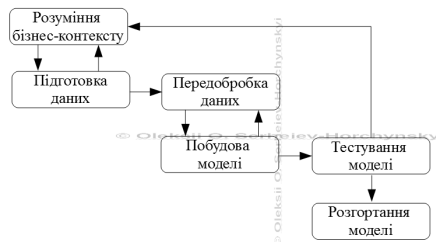 Розуміння
бізнес-контексту
Підготовка
даних
Передобробка
даних
Побудова
моделі
Тестування
моделі
Розгортання
моделі